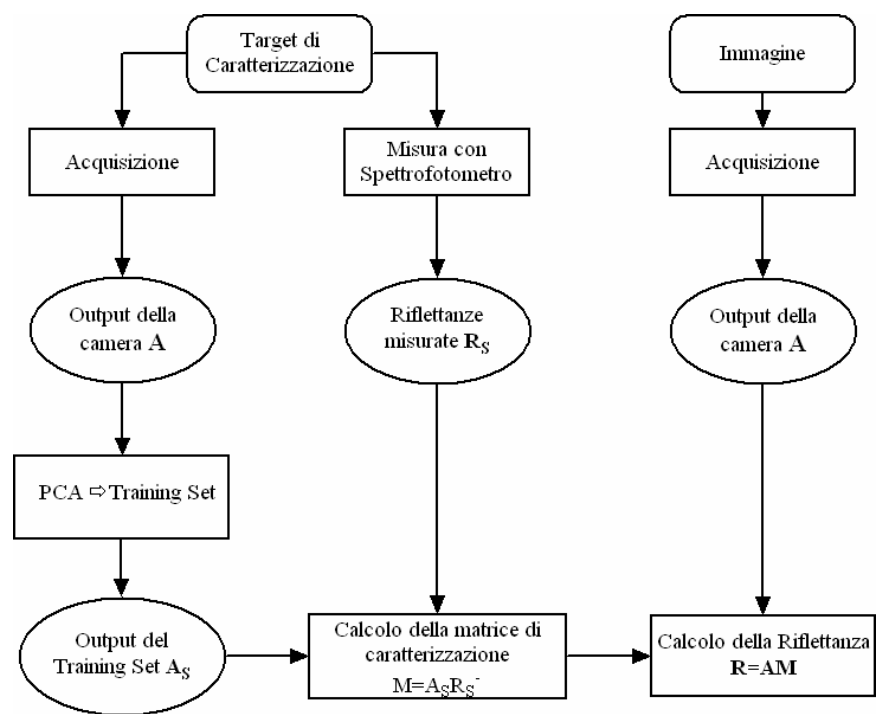 Target di
Caratterizzazione
Immagine
Acquisizione
Misura con
Spettrofotometro
Acquisizione
Output della
camera A
Riflettanze
misurate R_S
Output della
camera A
PCA ⇨ Training Set
Output del
Training Set A_S
Calcolo della matrice di
caratterizzazione
M=A_SR_S^-
Calcolo della Riflettanza
R=AM